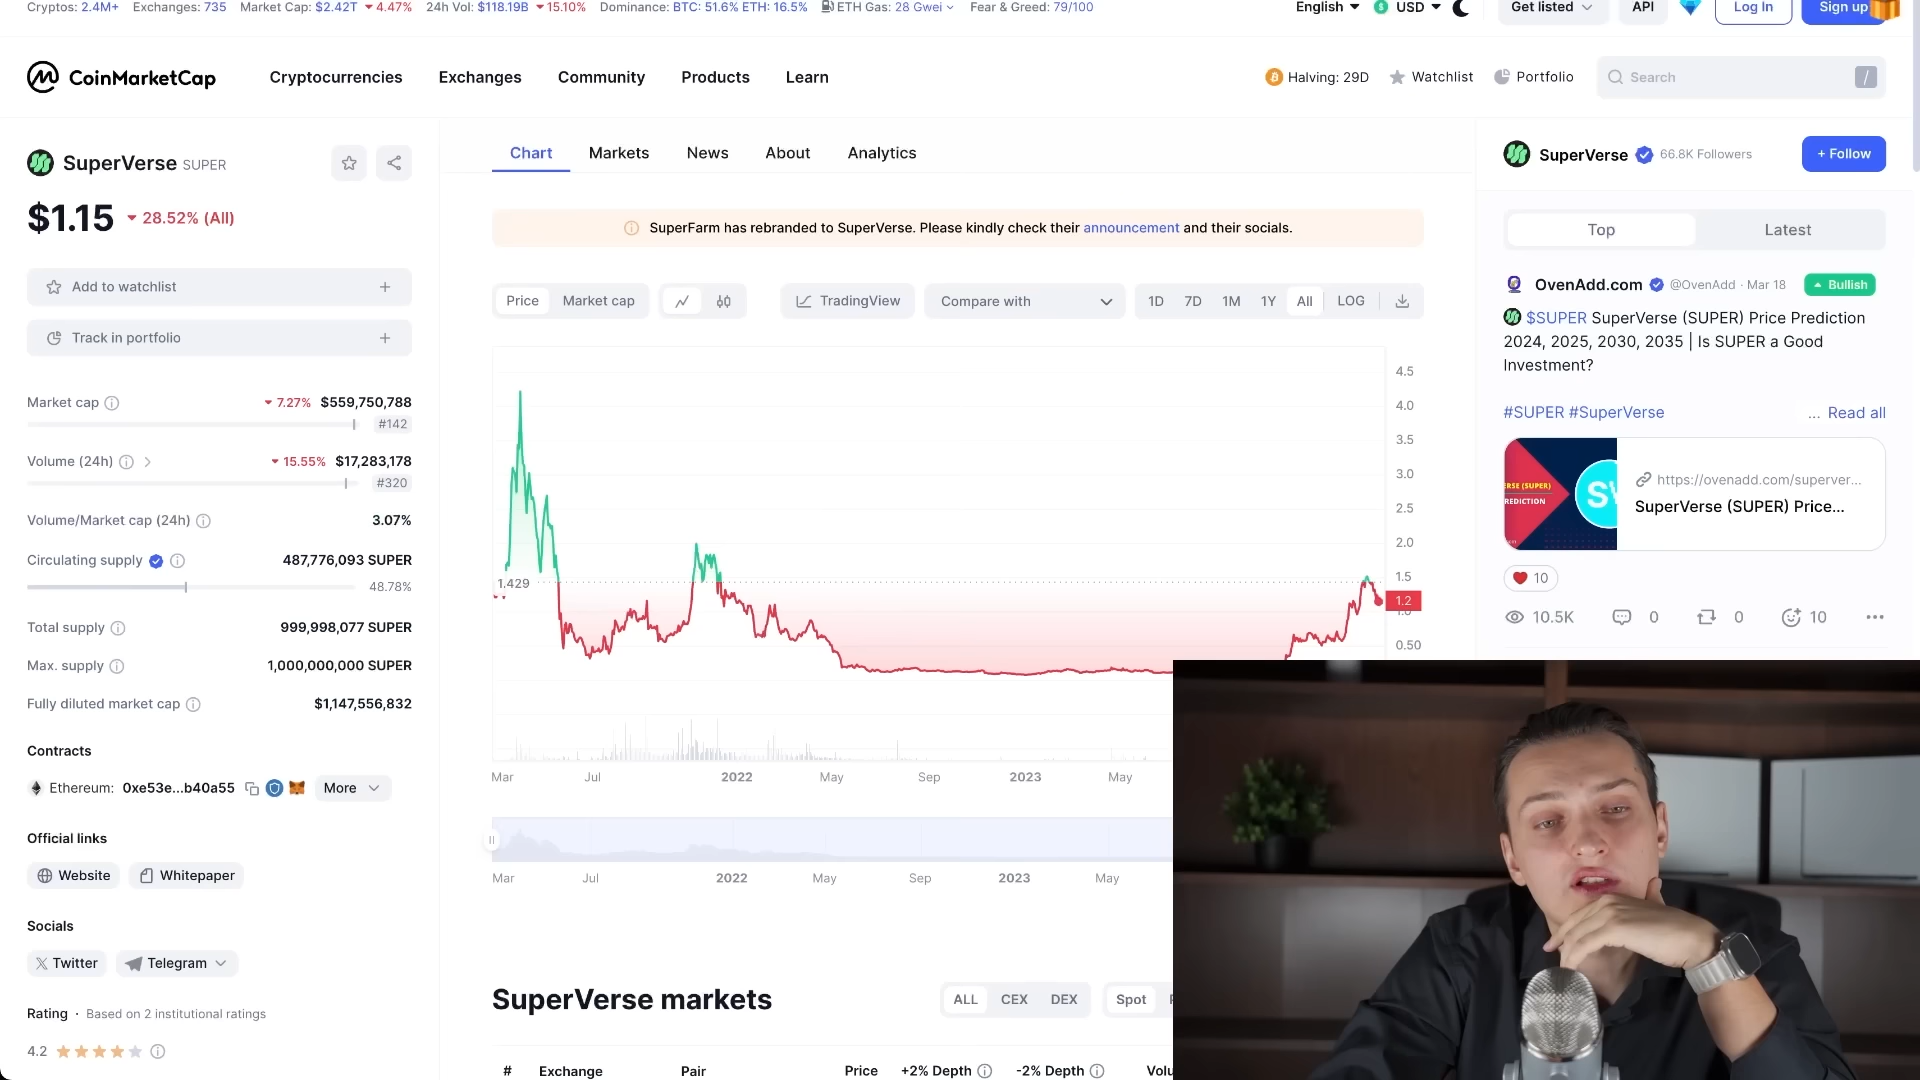 Cryptos: 2.4M+ Exchanges: 735 Market Cap: $2.42T 4.47% 24h Vol: $118.19B 15.10% Dominance: BTC: 51.6% ETH: 16.5% ETH Gas: 28 Gwei Fear & Greed: 79/100
English USD Get listed API Log In Sign up
CoinMarketCap Cryptocurrencies Exchanges Community Products Learn
Halving: 29D Watchlist Portfolio Search /
SuperVerse SUPER
$1.15 28.52% (All)
Add to watchlist +
Track in portfolio +
Market cap 7.27% $559,750,788
#142
Volume (24h) 15.55% $17,283,178
#320
Volume/Market cap (24h) 3.07%
Circulating supply 487,776,093 SUPER
48.78%
Total supply 999,998,077 SUPER
Max. supply 1,000,000,000 SUPER
Fully diluted market cap $1,147,556,832
Contracts
Ethereum: 0xe53e...b40a55 More
Official links
Website Whitepaper
Socials
Twitter Telegram
Rating · Based on 2 institutional ratings
4.2
Chart Markets News About Analytics
SuperFarm has rebranded to SuperVerse. Please kindly check their announcement and their socials.
Price Market cap TradingView Compare with 1D 7D 1M 1Y All LOG
4.5
4.0
3.5
3.0
2.5
2.0
1.5
1.429
1.2
1.0
0.50
Mar Jul 2022 May Sep 2023 May
Mar Jul 2022 May Sep 2023 May
SuperVerse markets ALL CEX DEX Spot
# Exchange Pair Price +2% Depth -2% Depth
SuperVerse 66.8K Followers + Follow
Top Latest
OvenAdd.com @OvenAdd · Mar 18 Bullish
$SUPER SuperVerse (SUPER) Price Prediction
2024, 2025, 2030, 2035 | Is SUPER a Good
Investment?
#SUPER #SuperVerse ... Read all
ERSE (SUPER)
REDICTION
https://ovenadd.com/superver...
SuperVerse (SUPER) Price...
10
10.5K 0 0 10